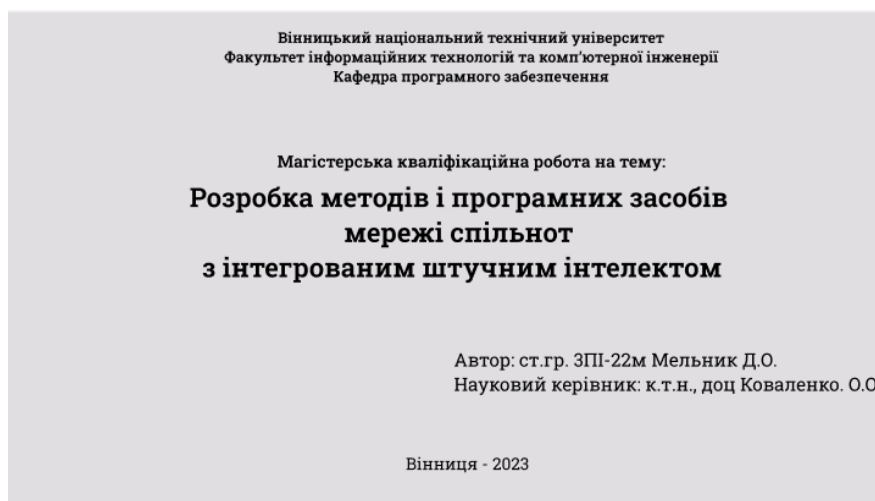 Вінницький національний технічний університет
Факультет інформаційних технологій та комп'ютерної інженерії
Кафедра програмного забезпечення
Магістерська кваліфікаційна робота на тему:
Розробка методів і програмних засобів
мережі спільнот
з інтегрованим штучним інтелектом
Автор: ст.гр. 3ПІ-22м Мельник Д.О.
Науковий керівник: к.т.н., доц Коваленко. О.О
Вінниця - 2023